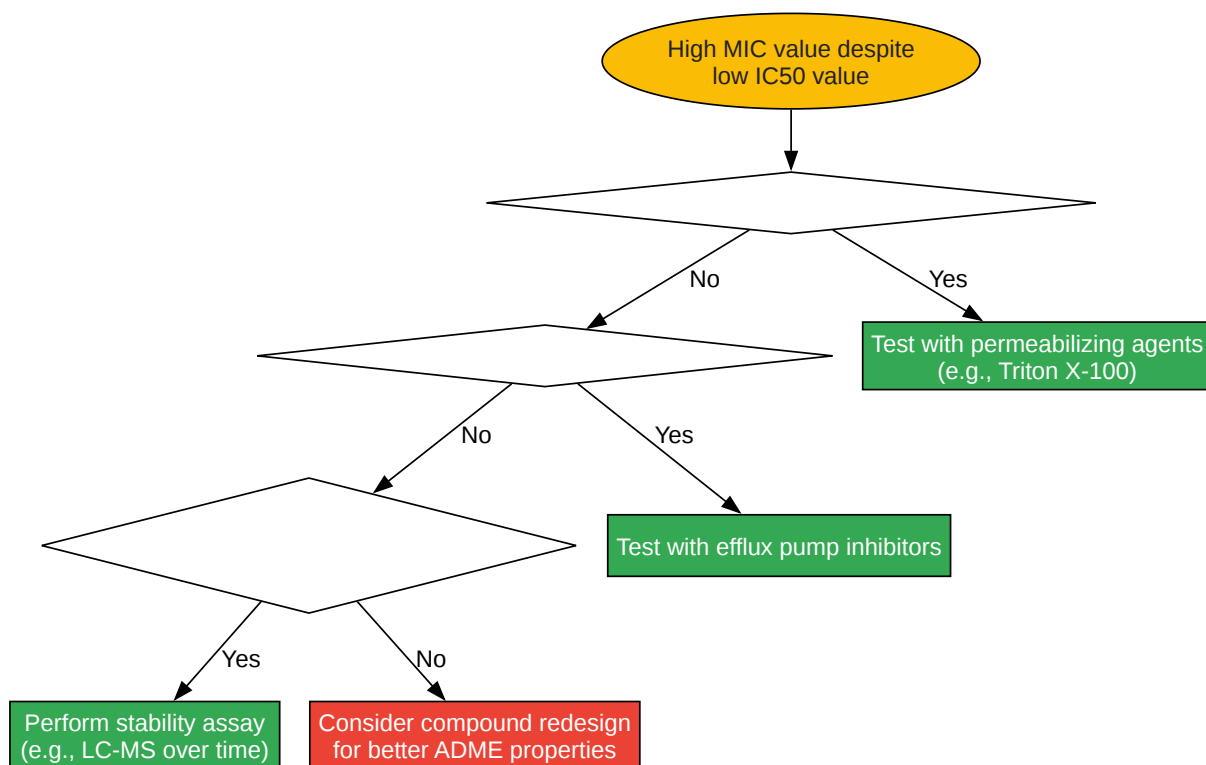 High MIC value despite
low IC50 value
No
Yes
Test with permeabilizing agents
(e.g., Triton X-100)
No
Yes
Test with efflux pump inhibitors
Yes
No
Perform stability assay
(e.g., LC-MS over time)
Consider compound redesign
for better ADME properties